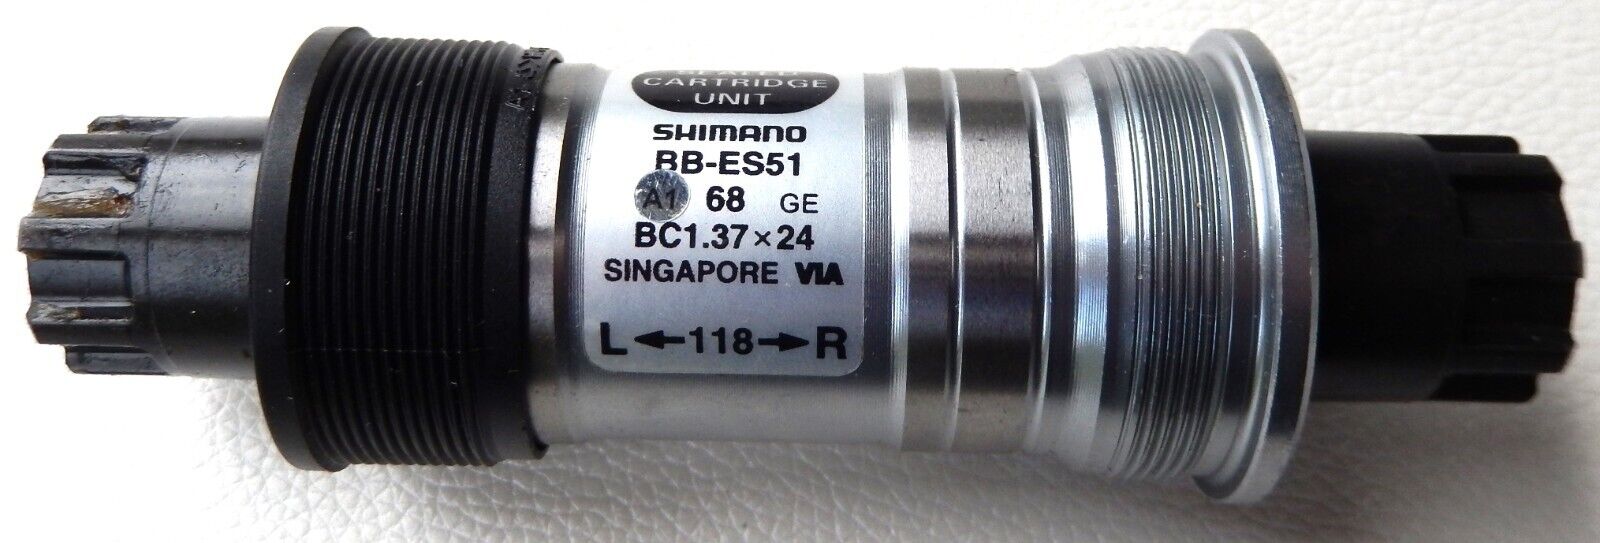 CARTRIDGE
UNIT
SHIMANO
BB-ES51
A1 68 GE
BC1.37×24
SINGAPORE VIA
L ←118→ R